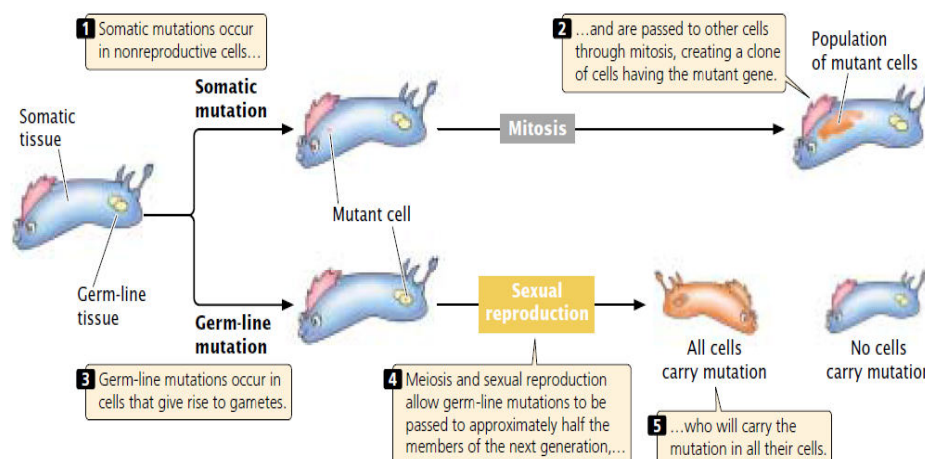 1 Somatic mutations occur
in nonreproductive cells…
2 …and are passed to other cells
through mitosis, creating a clone
of cells having the mutant gene.
Population
of mutant cells
Somatic
mutation
Somatic
tissue
Mitosis
Mutant cell
Germ-line
tissue
Germ-line
mutation
Sexual
reproduction
All cells
carry mutation
No cells
carry mutation
3 Germ-line mutations occur in
cells that give rise to gametes.
4 Meiosis and sexual reproduction
allow germ-line mutations to be
passed to approximately half the
members of the next generation,…
5 …who will carry the
mutation in all their cells.